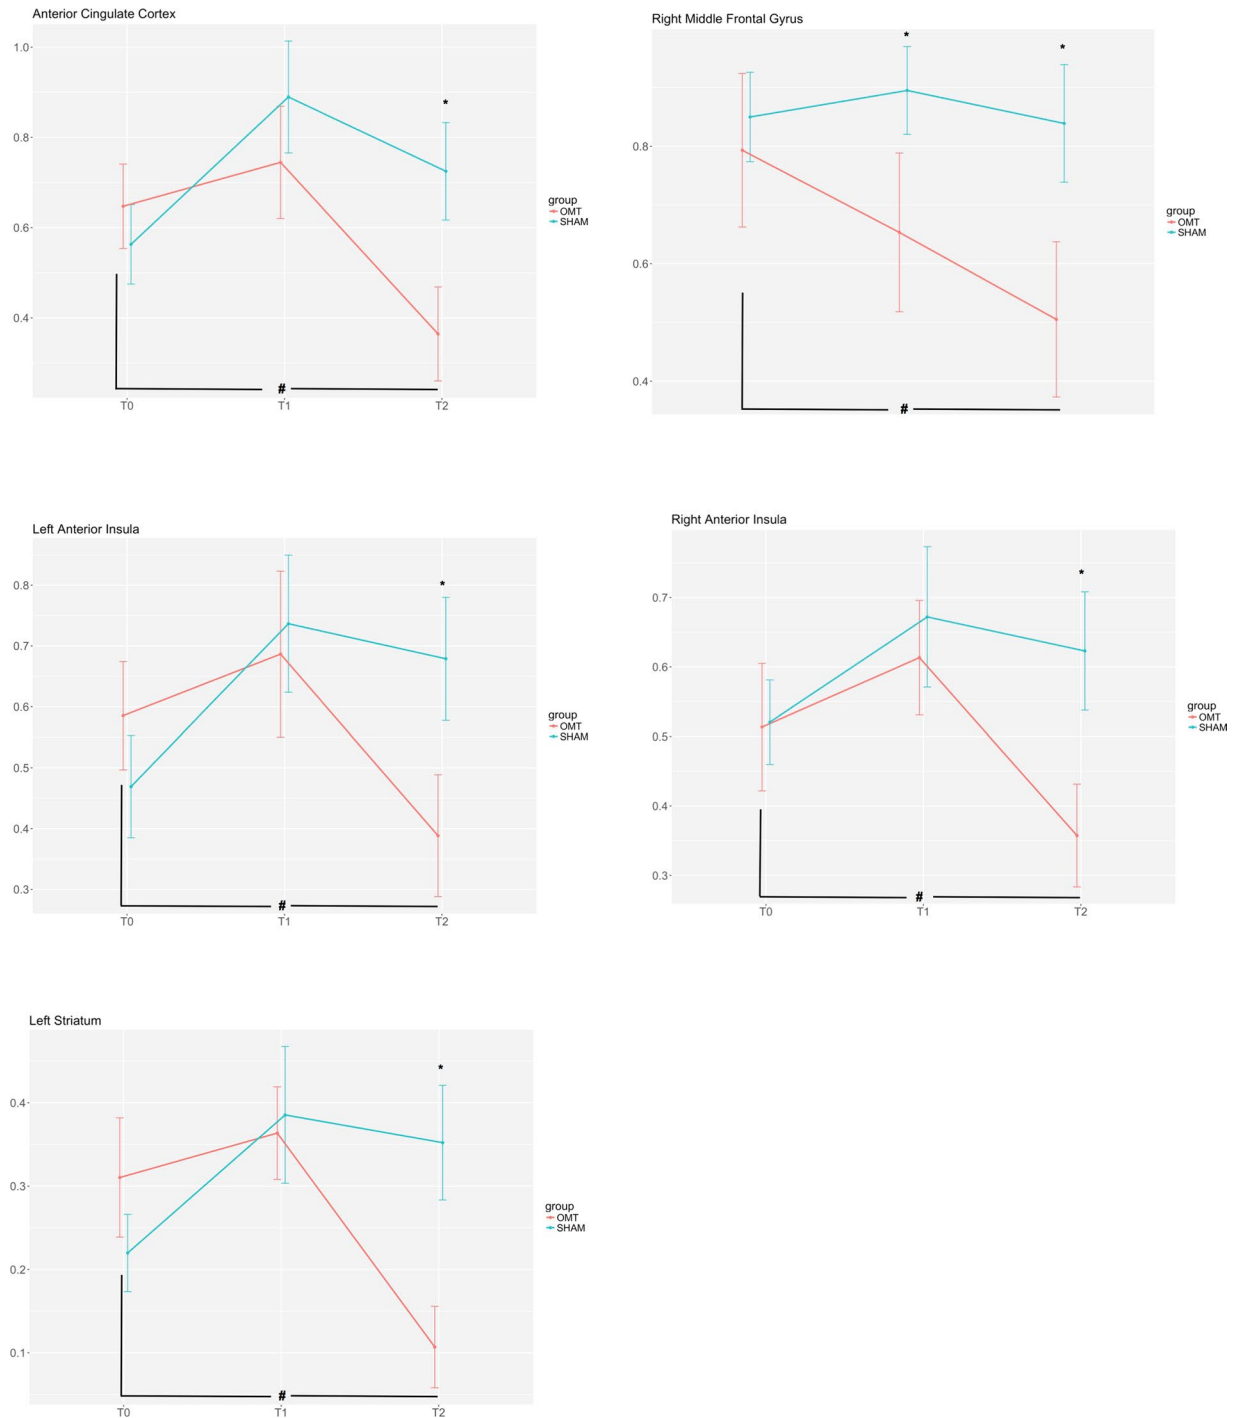 Anterior Cingulate Cortex
1.0
0.8
0.6
0.4
*
#
T0 T1 T2
group
OMT
SHAM
Right Middle Frontal Gyrus
0.8
0.6
0.4
* *
#
group
OMT
SHAM
Left Anterior Insula
0.8
0.7
0.6
0.5
0.4
0.3
*
#
T0 T1 T2
group
OMT
SHAM
Right Anterior Insula
0.7
0.6
0.5
0.4
0.3
*
#
T0 T1 T2
group
OMT
SHAM
Left Striatum
0.4
0.3
0.2
0.1
*
#
T0 T1 T2
group
OMT
SHAM